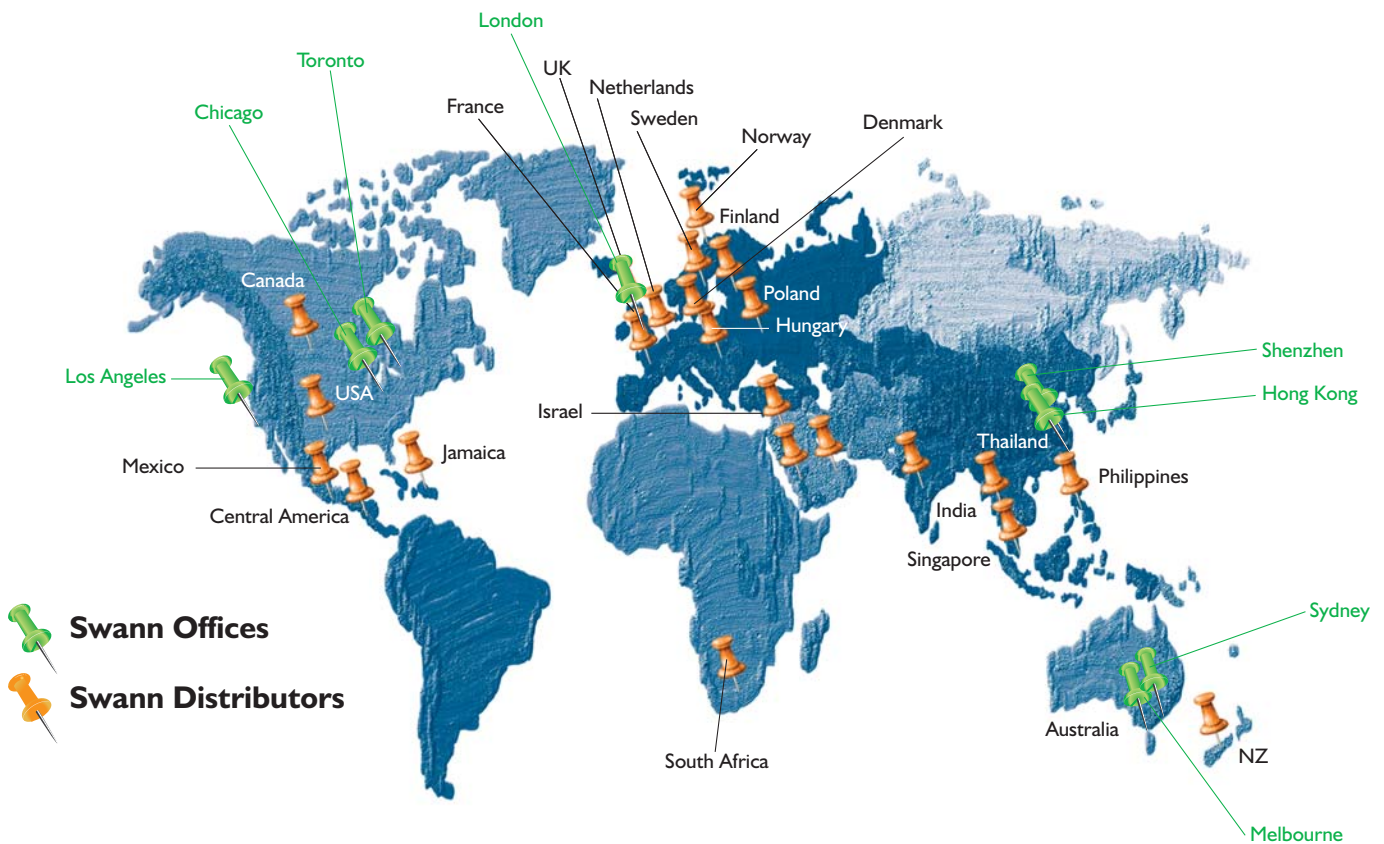 London
Toronto
UK
Netherlands
France
Sweden
Chicago
Denmark
Norway
Finland
Canada
Poland
Hungary
Shenzhen
Los Angeles
USA
Hong Kong
Israel
Thailand
Jamaica
Mexico
Philippines
Central America
India
Singapore
Sydney
Swann Offices
Swann Distributors
Australia
NZ
South Africa
Melbourne